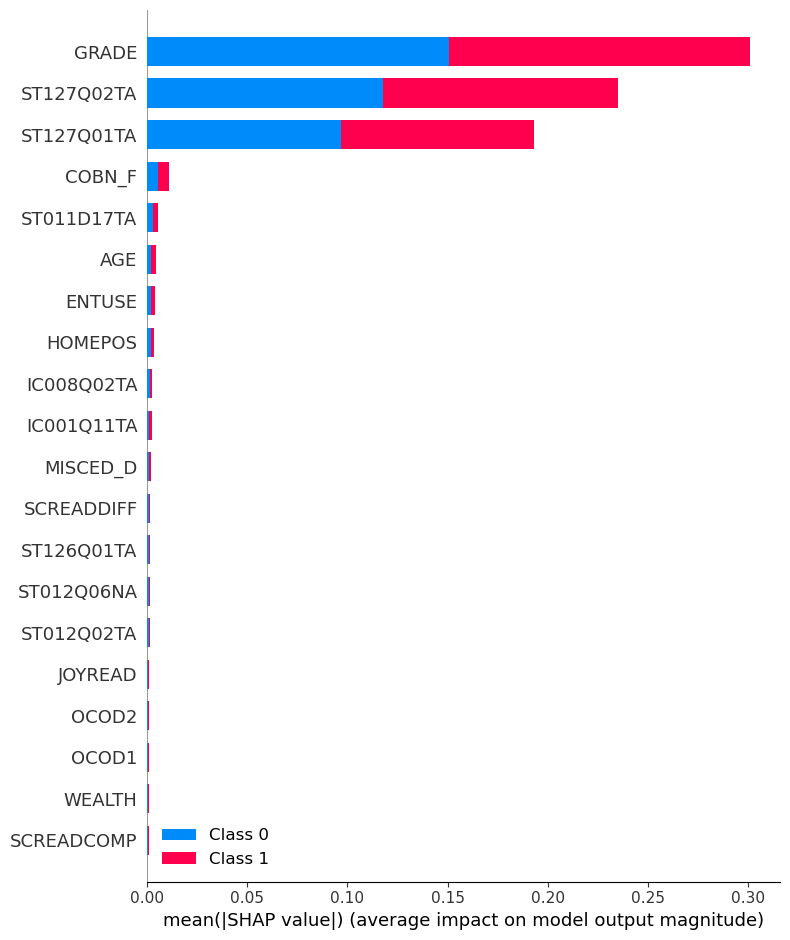 GRADE
ST127Q02TA
ST127Q01TA
COBN_F
ST011D17TA
AGE
ENTUSE
HOMEPOS
IC008Q02TA
IC001Q11TA
MISCED_D
SCREADDIFF
ST126Q01TA
ST012Q06NA
ST012Q02TA
JOYREAD
OCOD2
OCOD1
WEALTH
SCREADCOMP
Class 0
Class 1
0.00 0.05 0.10 0.15 0.20 0.25 0.30
mean(|SHAP value|) (average impact on model output magnitude)